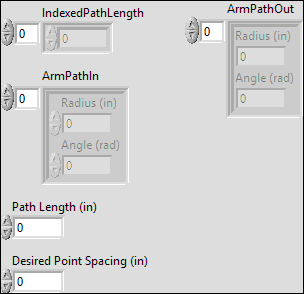 IndexedPathLength
0
0
ArmPathOut
0
Radius (in)
0
Angle (rad)
0
ArmPathIn
0
Radius (in)
0
Angle (rad)
0
Path Length (in)
0
Desired Point Spacing (in)
0